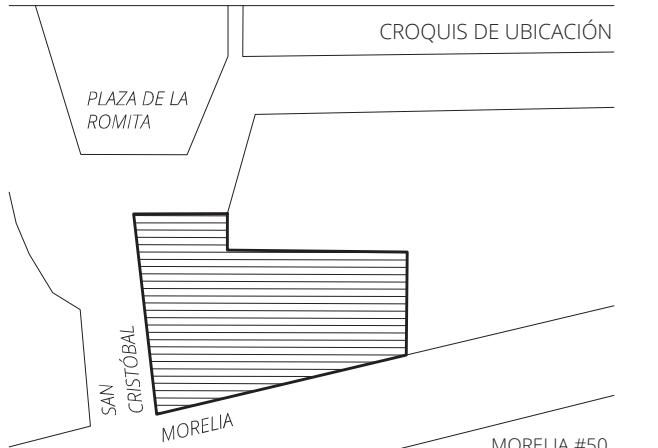 CROQUIS DE UBICACIÓN
PLAZA DE LA
ROMITA
SAN
CRISTÓBAL
MORELIA
MORELIA #50